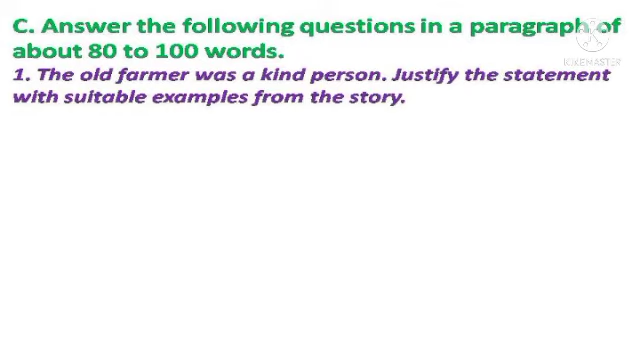 C. Answer the following questions in a paragraph of
about 80 to 100 words.
1. The old farmer was a kind person. Justify the statement
with suitable examples from the story.
KINEMASTER